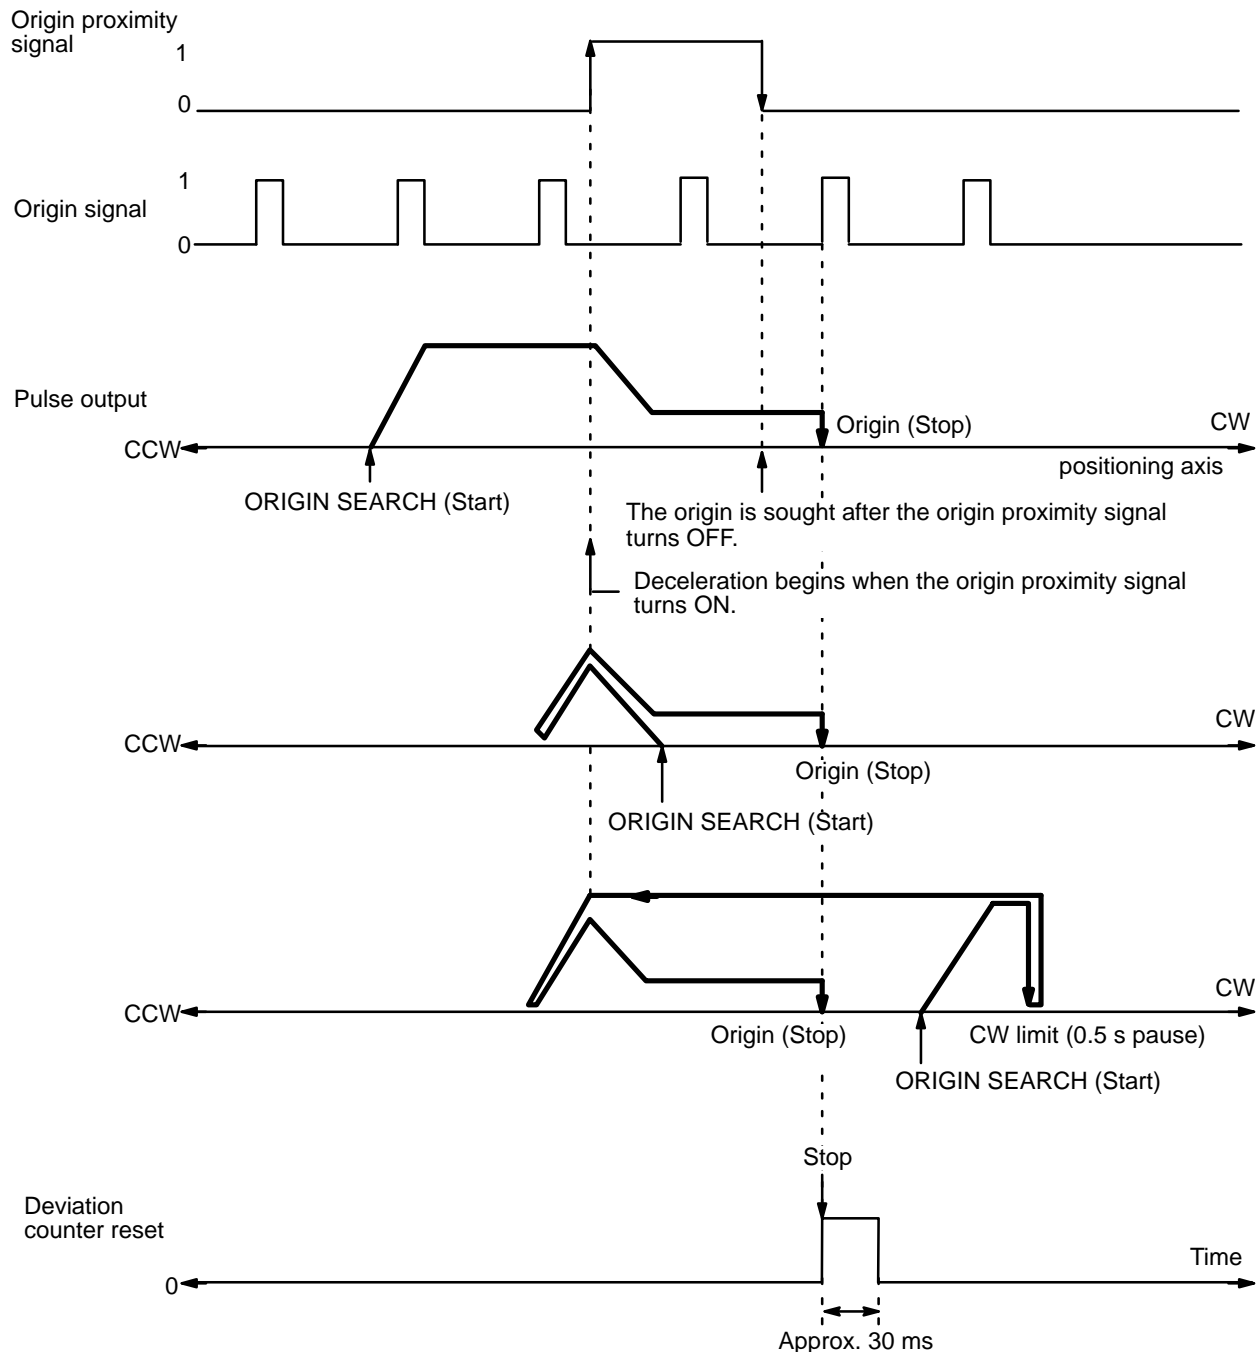 Origin proximity
signal
1
0
1
Origin signal
0
Pulse output
Origin (Stop)
CW
CCW
positioning axis
ORIGIN SEARCH (Start)
The origin is sought after the origin proximity signal
turns OFF.
Deceleration begins when the origin proximity signal
turns ON.
CW
CCW
Origin (Stop)
ORIGIN SEARCH (Start)
CW
CCW
Origin (Stop)
CW limit (0.5 s pause)
ORIGIN SEARCH (Start)
Stop
Deviation
counter reset
Time
0
Approx. 30 ms